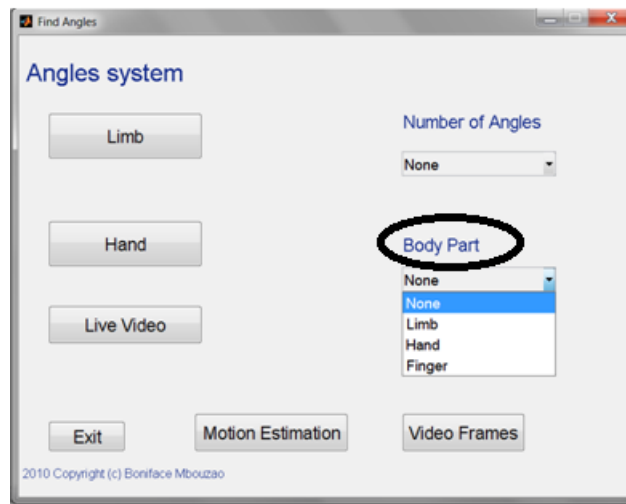 Find Angles
Angles system
Limb
Number of Angles
None
Hand
Body Part
None
None
Limb
Hand
Finger
Live Video
Exit
Motion Estimation
Video Frames
2010 Copyright (c) Boniface Mbouzao